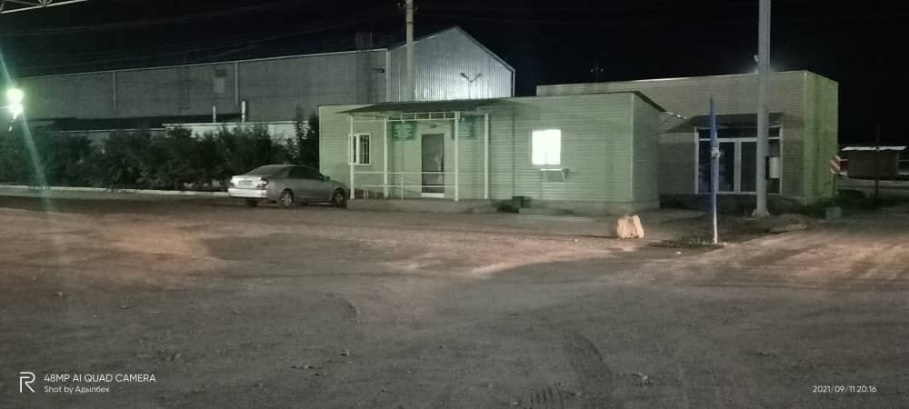 48MP AI QUAD CAMERA
Shot by Адылбек
2021/09/11 20:16